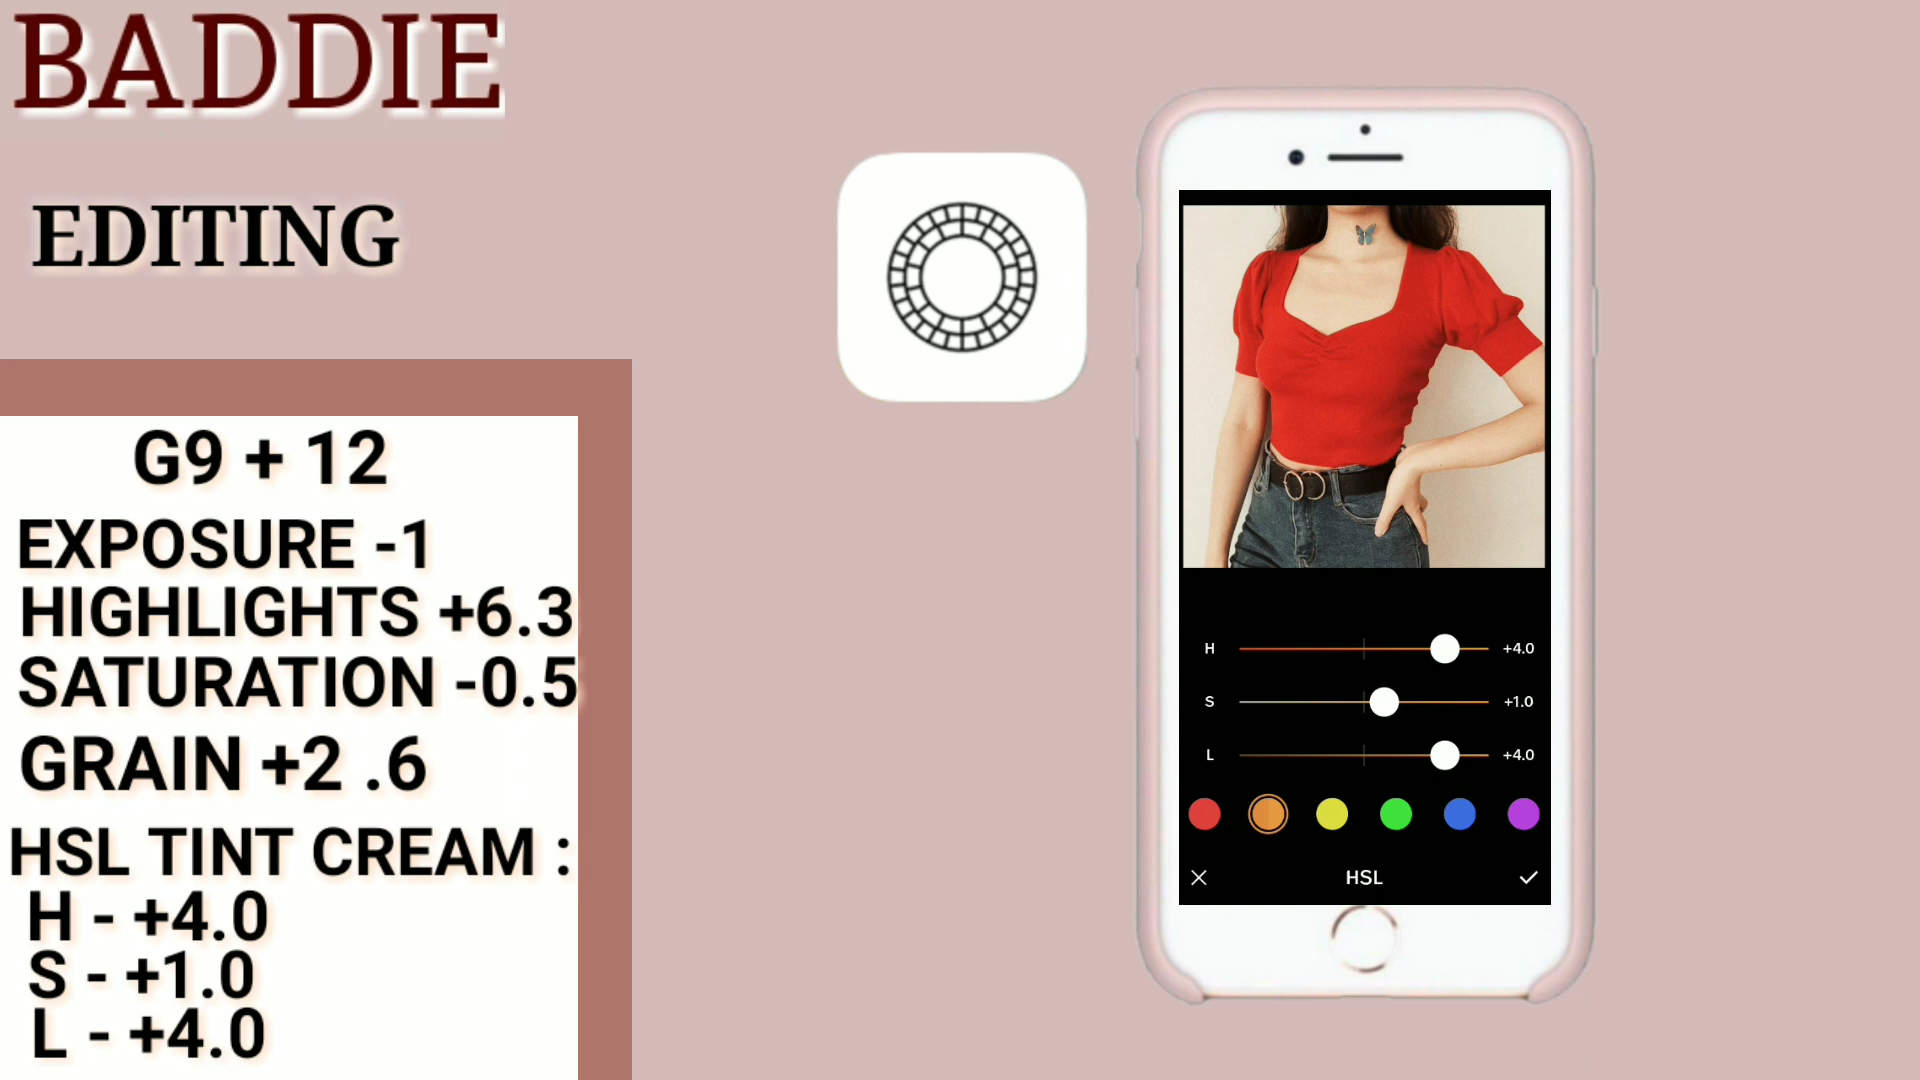 BADDIE
EDITING
G9 + 12
EXPOSURE -1
HIGHLIGHTS +6.3
SATURATION -0.5
GRAIN +2 .6
HSL TINT CREAM :
H - +4.0
S - +1.0
L - +4.0
H +4.0
S +1.0
L +4.0
HSL